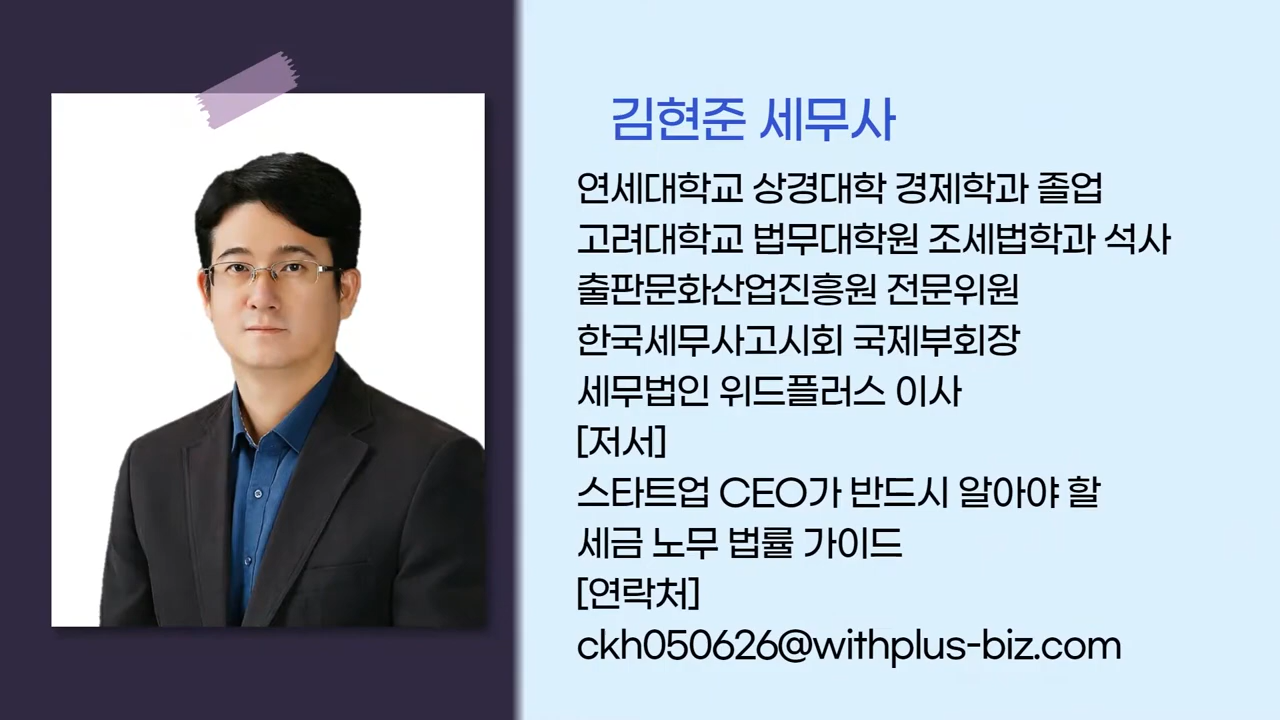 김현준 세무사
연세대학교 상경대학 경제학과 졸업
고려대학교 법무대학원 조세법학과 석사
출판문화산업진흥원 전문위원
한국세무사고시회 국제부회장
세무법인 위드플러스 이사
[저서]
스타트업 CEO가 반드시 알아야 할
세금 노무 법률 가이드
[연락처]
ckh050626@withplus-biz.com